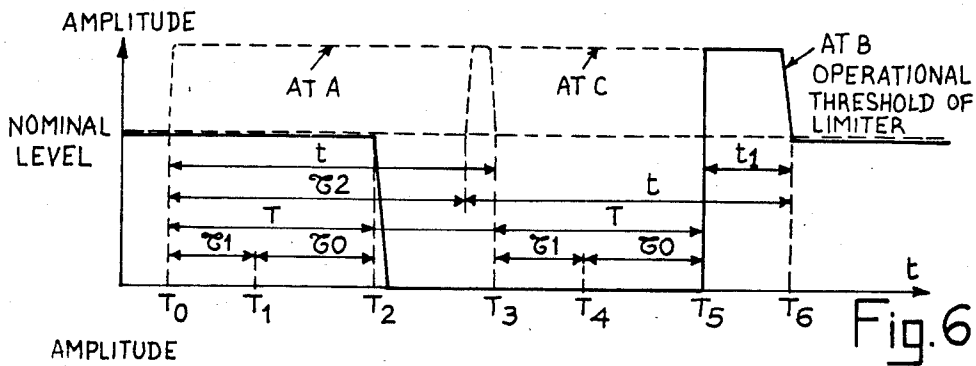 AMPLITUDE
AT A
AT C
AT B
OPERATIONAL
THRESHOLD OF
LIMITER
NOMINAL
LEVEL
t
t1
τ2
t
T
T
τ1
τ0
τ1
τ0
t
T0
T1
T2
T3
T4
T5
T6
Fig.6
AMPLITUDE